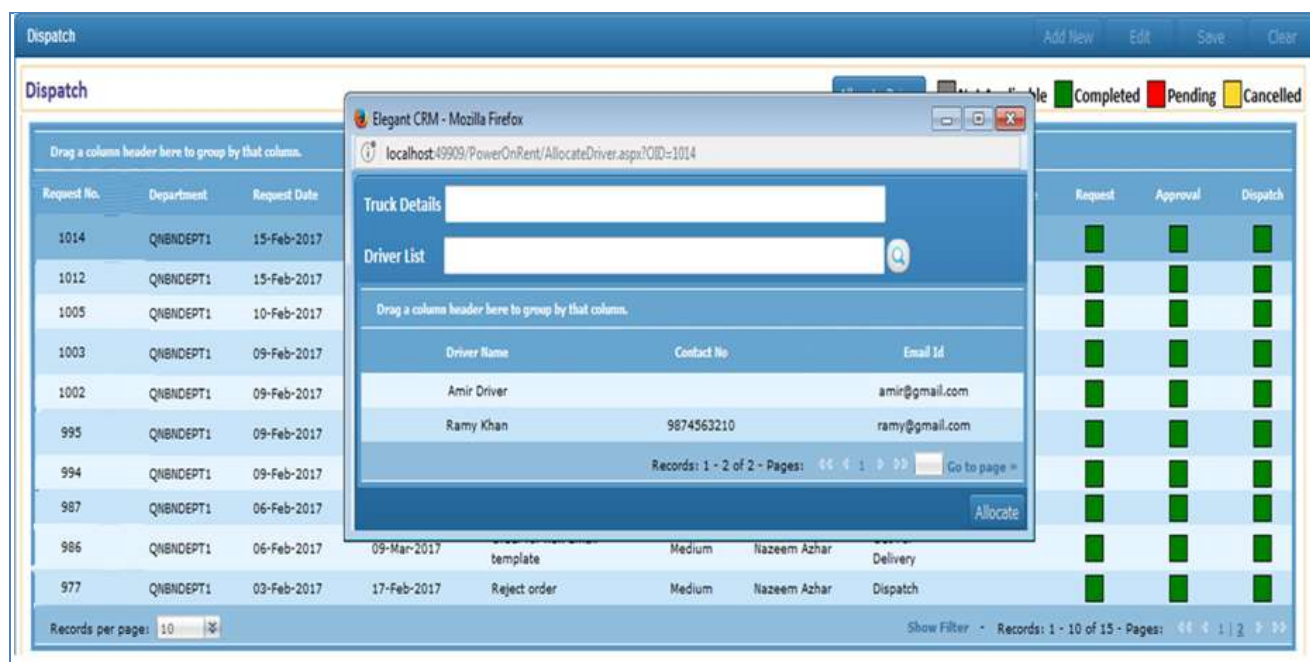 Dispatch Add New Edit Save Clear
Dispatch Completed Pending Cancelled
Elegant CRM - Mozilla Firefox
localhost:49909/PowerOnRent/AllocateDriver.aspx?OID=1014
Truck Details
Driver List
Drag a column header here to group by that column.
Driver Name Contact No Email Id
Amir Driver amir@gmail.com
Ramy Khan 9874563210 ramy@gmail.com
Records: 1 - 2 of 2 - Pages: 1 Go to page »
Allocate
Drag a column header here to group by that column.
Request No. Department Request Date Request Approval Dispatch
1014 QNBNDEPT1 15-Feb-2017
1012 QNBNDEPT1 15-Feb-2017
1005 QNBNDEPT1 10-Feb-2017
1003 QNBNDEPT1 09-Feb-2017
1002 QNBNDEPT1 09-Feb-2017
995 QNBNDEPT1 09-Feb-2017
994 QNBNDEPT1 09-Feb-2017
987 QNBNDEPT1 06-Feb-2017
986 QNBNDEPT1 06-Feb-2017 09-Mar-2017 template Medium Nazeem Azhar Delivery
977 QNBNDEPT1 03-Feb-2017 17-Feb-2017 Reject order Medium Nazeem Azhar Dispatch
Records per page: 10 Show Filter Records: 1 - 10 of 15 - Pages: 1 | 2